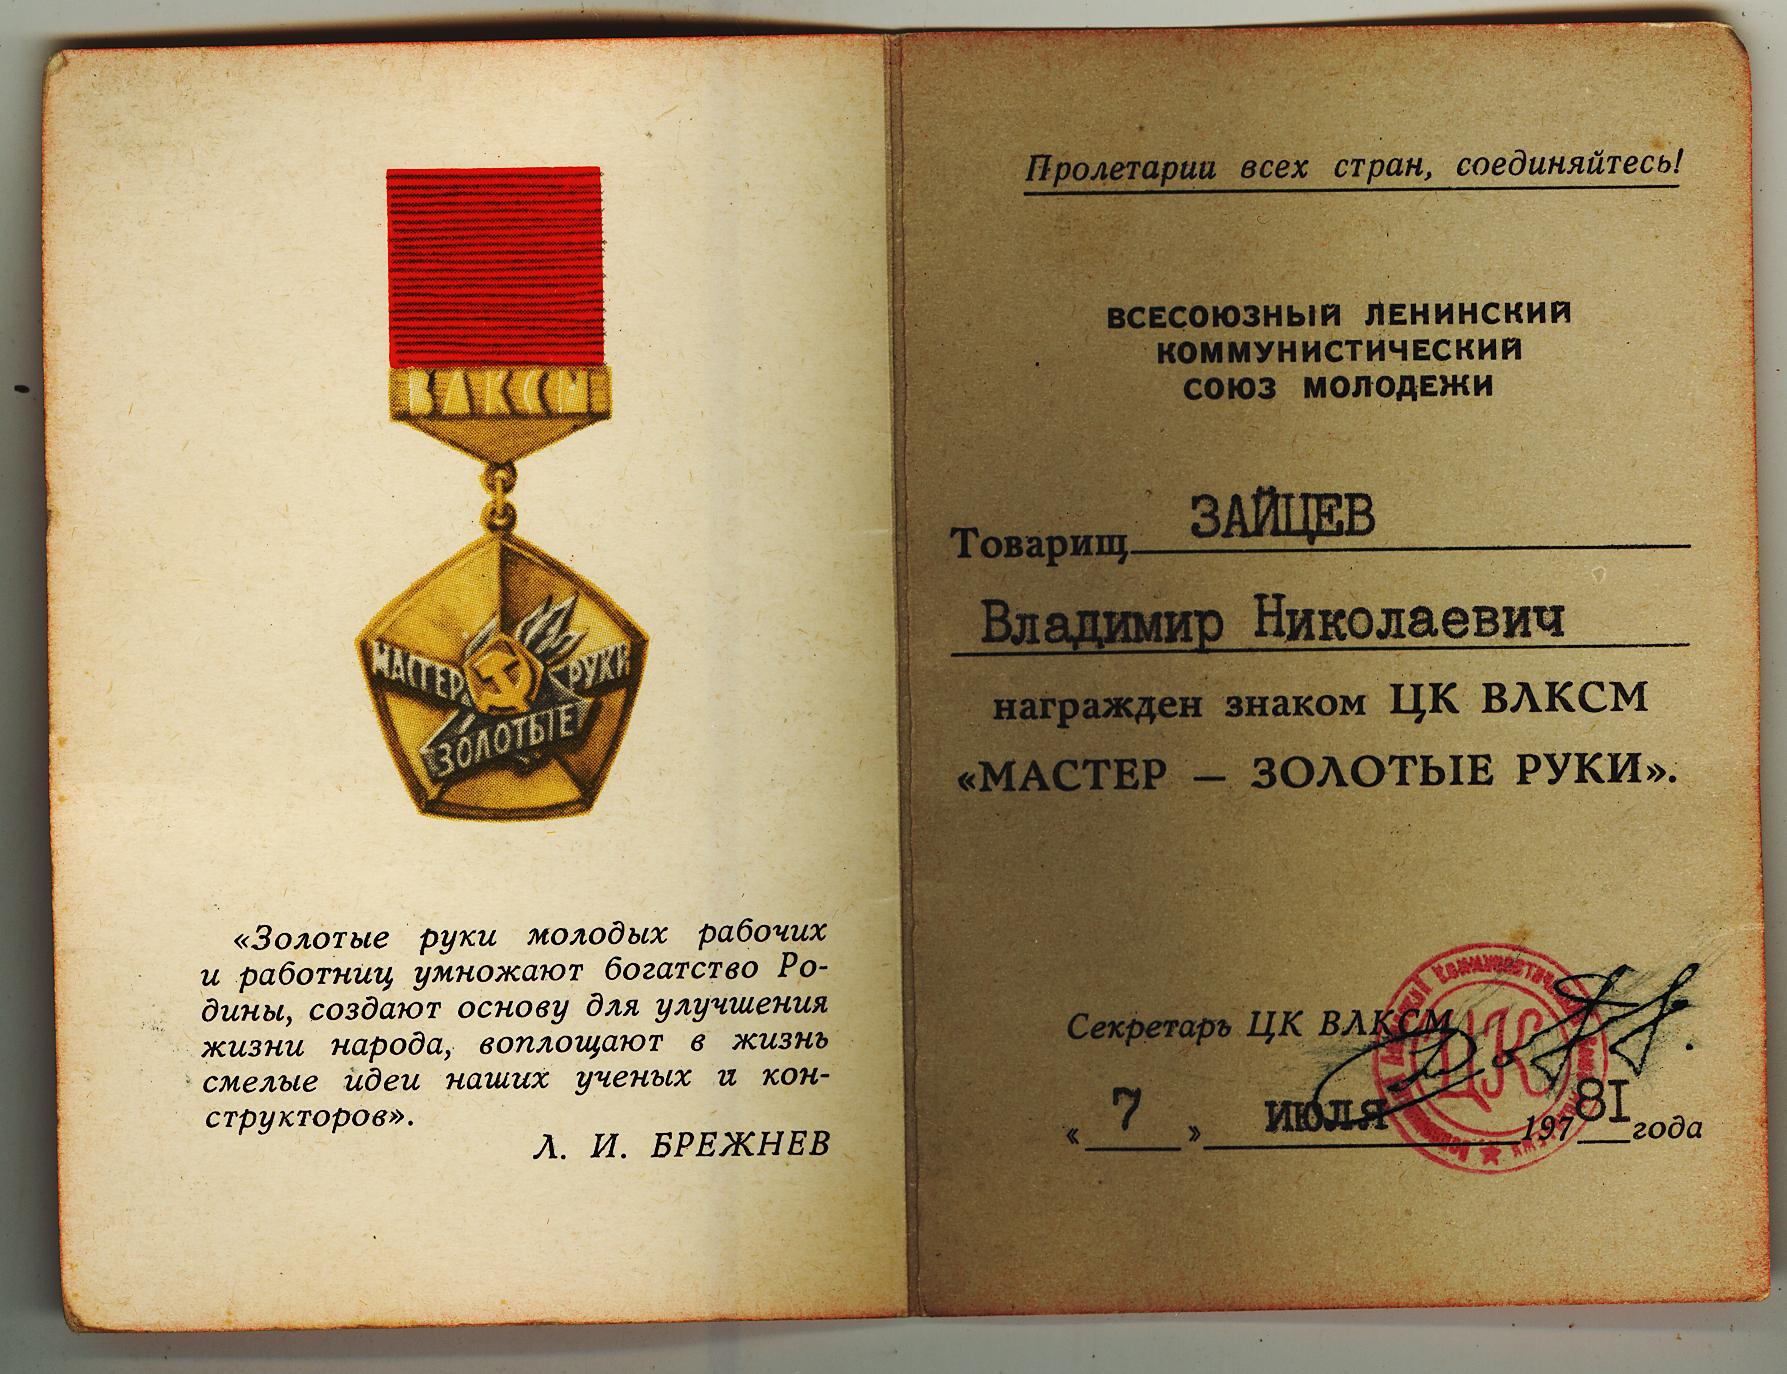 ВЛКСМ
МАСТЕР РУКИ
ЗОЛОТЫЕ
«Золотые руки молодых рабочих
и работниц умножают богатство Ро-
дины, создают основу для улучшения
жизни народа, воплощают в жизнь
смелые идеи наших ученых и кон-
структоров».
Л. И. БРЕЖНЕВ
Пролетарии всех стран, соединяйтесь!
ВСЕСОЮЗНЫЙ ЛЕНИНСКИЙ
КОММУНИСТИЧЕСКИЙ
СОЮЗ МОЛОДЕЖИ
Товарищ ЗАЙЦЕВ
Владимир Николаевич
награжден знаком ЦК ВЛКСМ
«МАСТЕР — ЗОЛОТЫЕ РУКИ».
Секретарь ЦК ВЛКСМ
«7» июля 19781 года
ЦК